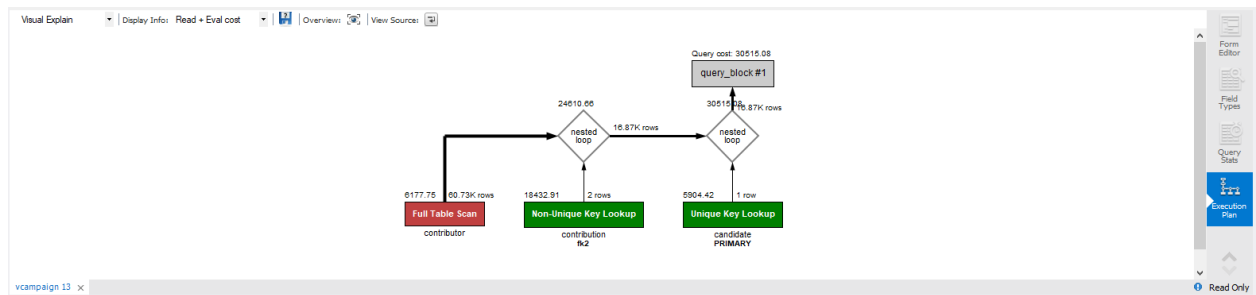 Visual Explain
Display Info: Read + Eval cost
Overview:
View Source:
Form
Editor
Field
Types
Query
Stats
Execution
Plan
Query cost: 30515.08
query_block #1
24610.66
30515.08
16.87K rows
nested
loop
16.87K rows
nested
loop
6177.75
60.73K rows
18432.91
2 rows
5904.42
1 row
Full Table Scan
Non-Unique Key Lookup
Unique Key Lookup
contributor
contribution
fk2
candidate
PRIMARY
vcampaign 13
Read Only